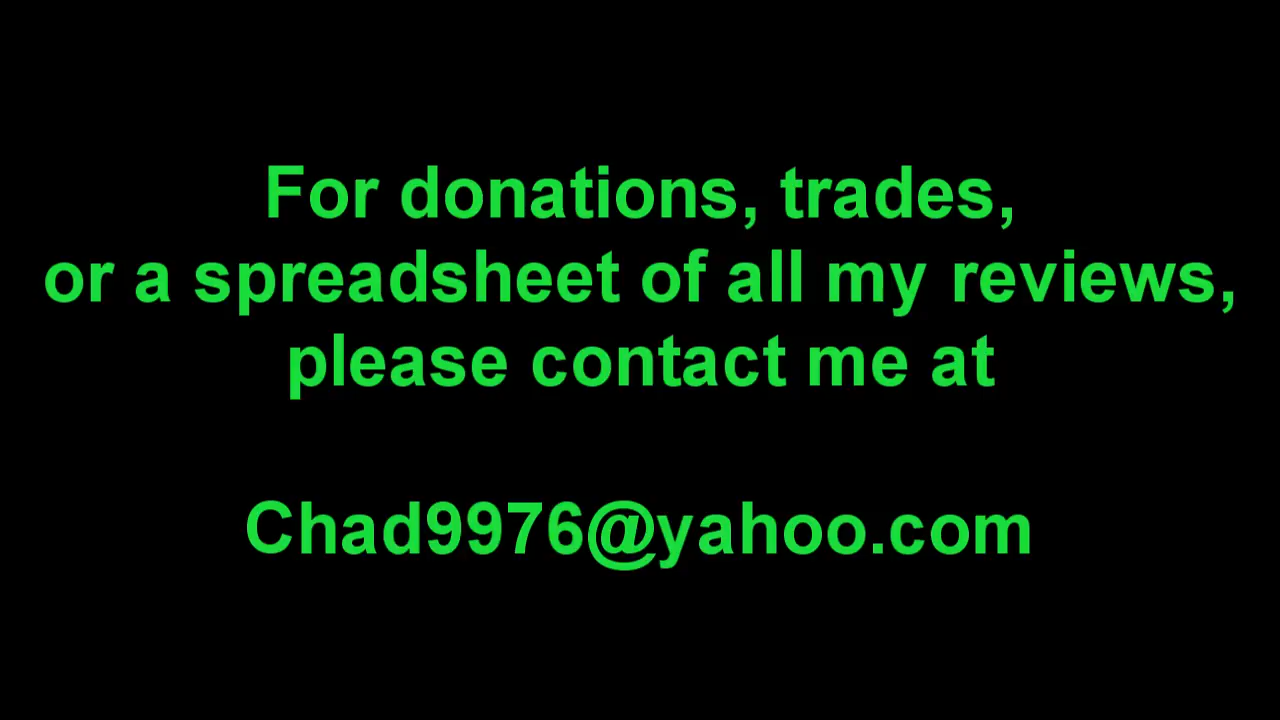 For donations, trades,
or a spreadsheet of all my reviews,
please contact me at
Chad9976@yahoo.com